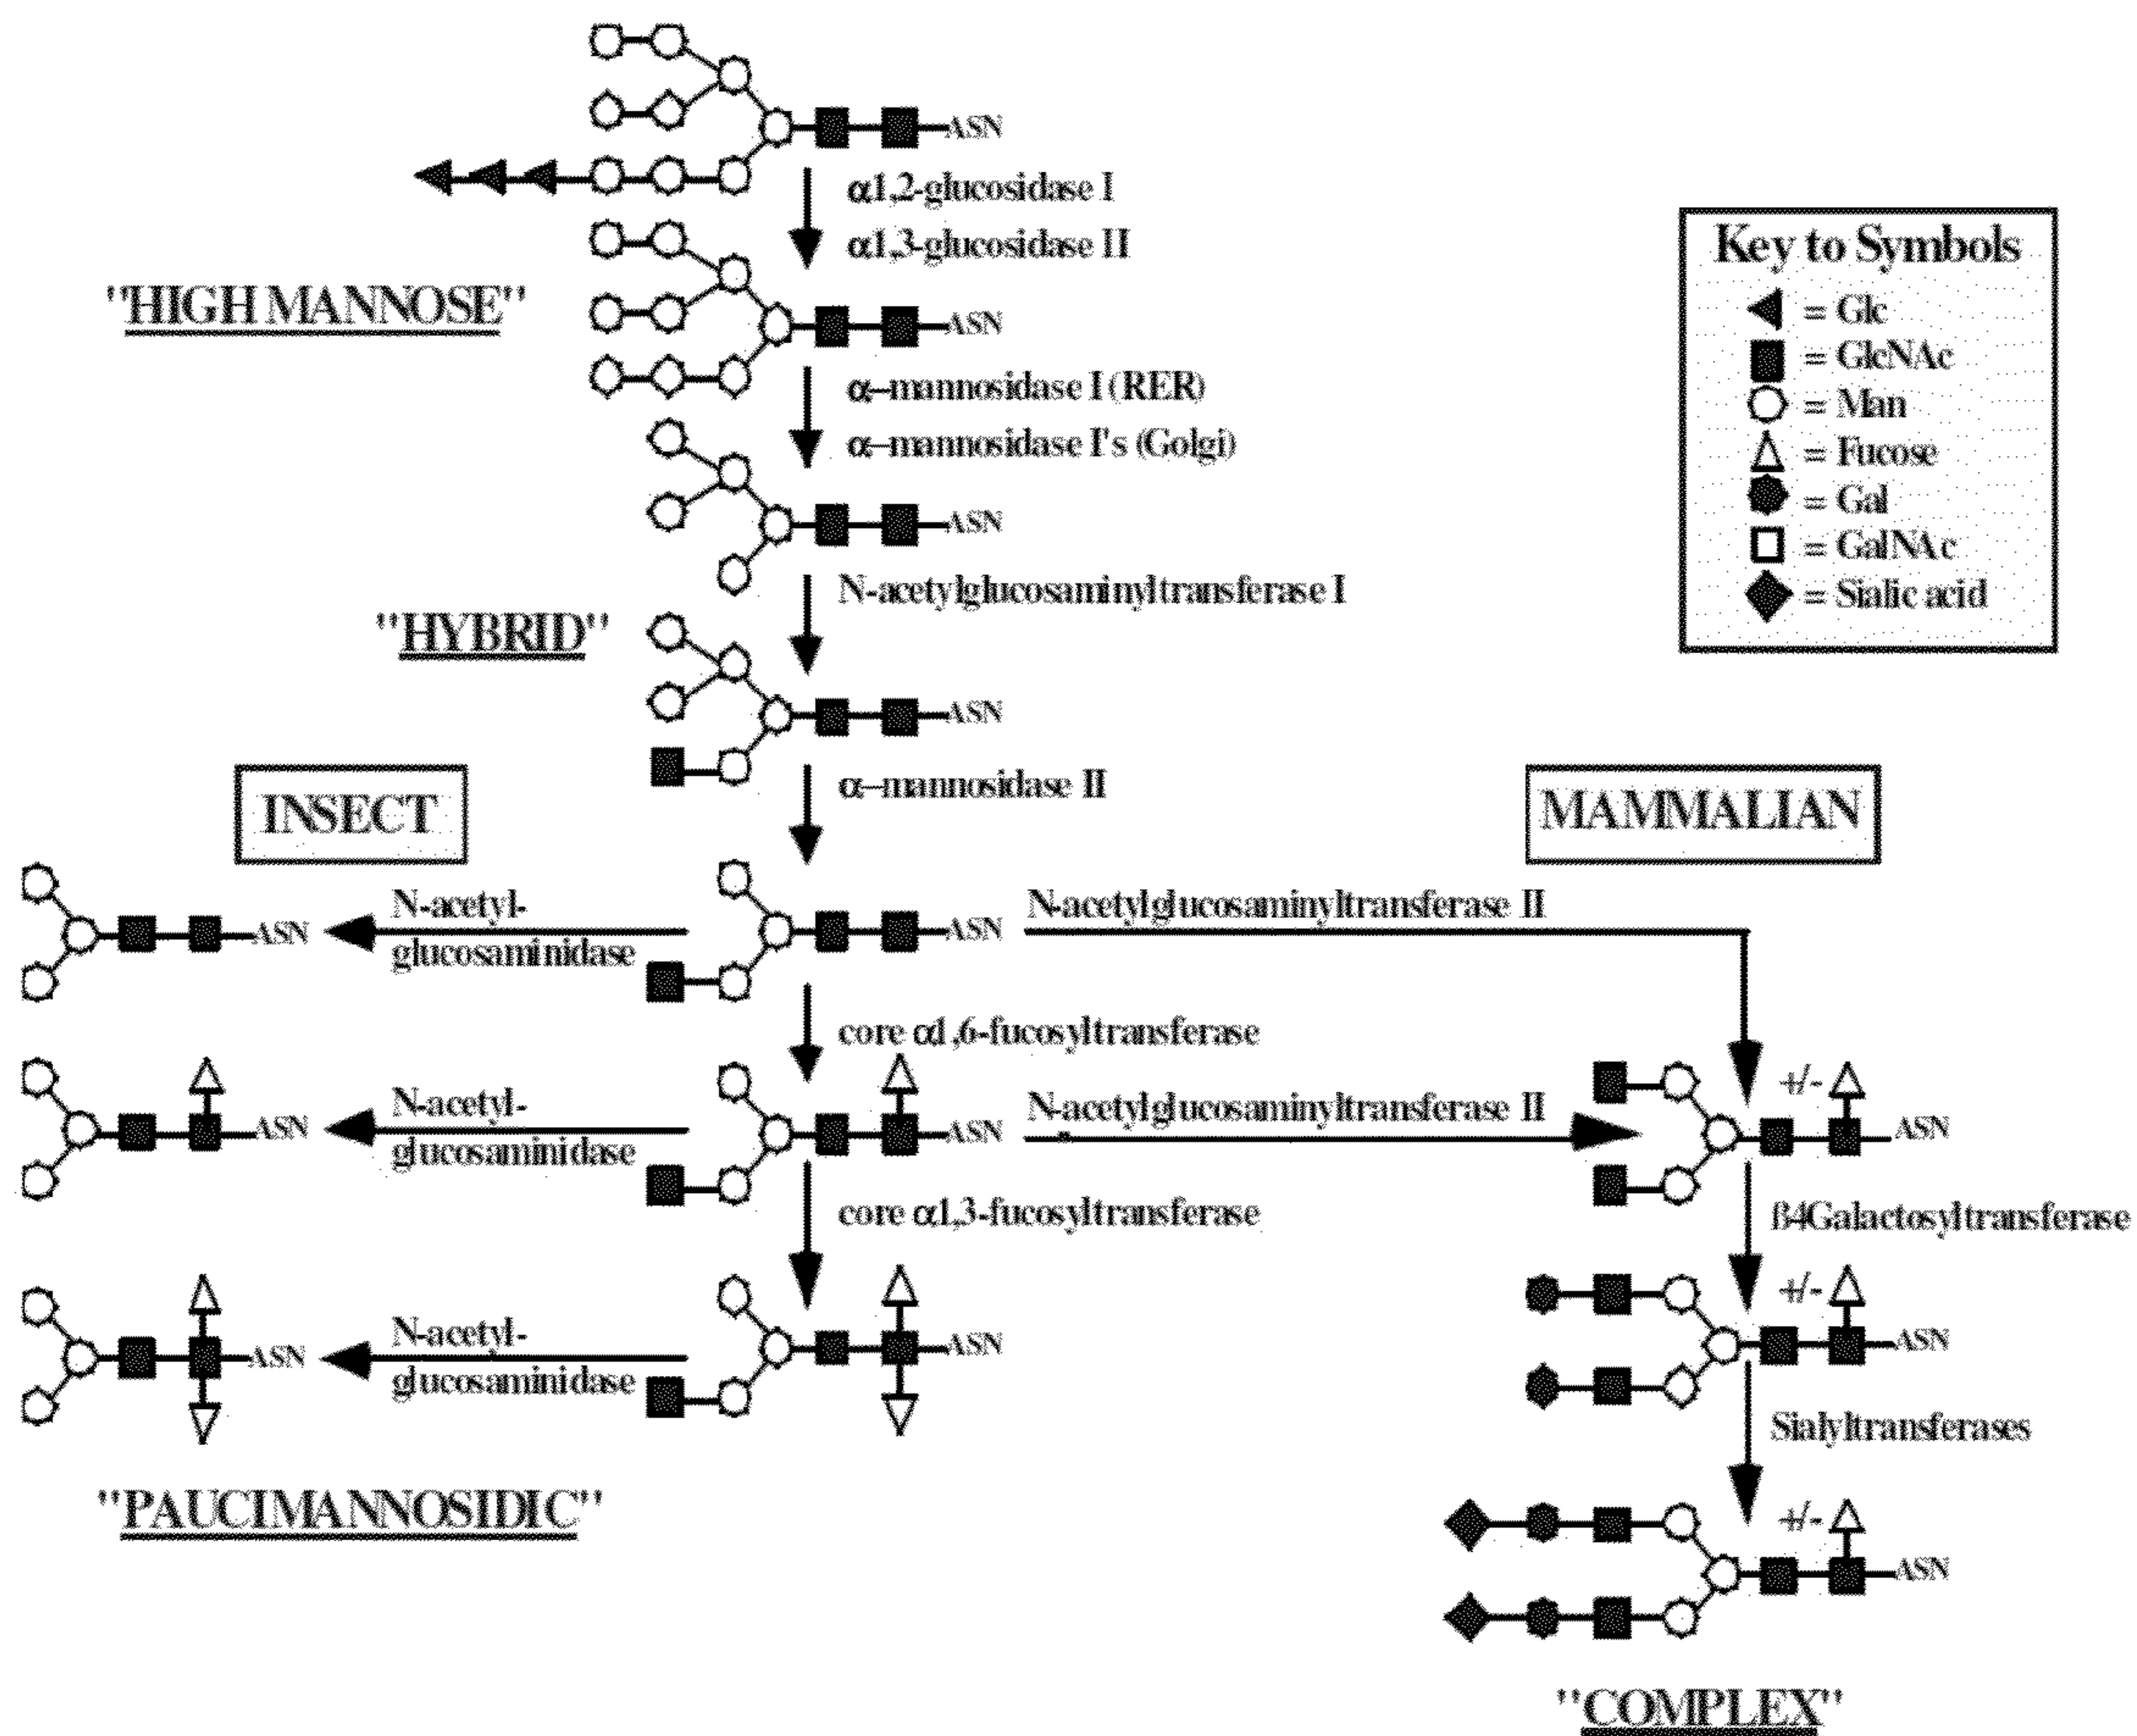 ASN
α1,2-glucosidase I
α1,3-glucosidase II
"HIGH MANNOSE"
ASN
α–mannosidase I (RER)
α–mannosidase I's (Golgi)
ASN
N-acetylglucosaminyltransferase I
"HYBRID"
ASN
α–mannosidase II
Key to Symbols
= Glc
= GlcNAc
= Man
= Fucose
= Gal
= GalNAc
= Sialic acid
INSECT
MAMMALIAN
ASN
N-acetyl-
glucosaminidase
ASN
N-acetylglucosaminyltransferase II
core α1,6-fucosyltransferase
ASN
N-acetyl-
glucosaminidase
ASN
N-acetylglucosaminyltransferase II
+/-
ASN
core α1,3-fucosyltransferase
ß4Galactosyltransferase
ASN
N-acetyl-
glucosaminidase
ASN
+/-
ASN
Sialyltransferases
"PAUCIMANNOSIDIC"
+/-
ASN
"COMPLEX"